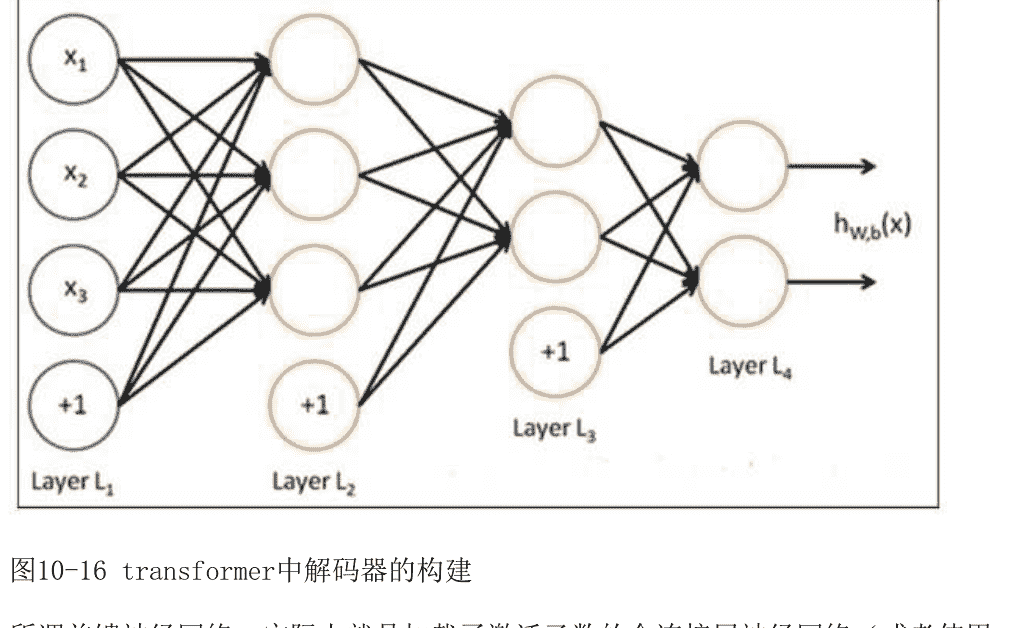 x₁
x₂
x₃
+1
Layer L₁
+1
Layer L₂
+1
Layer L₃
Layer L₄
hW,b(x)
图10-16 transformer中解码器的构建